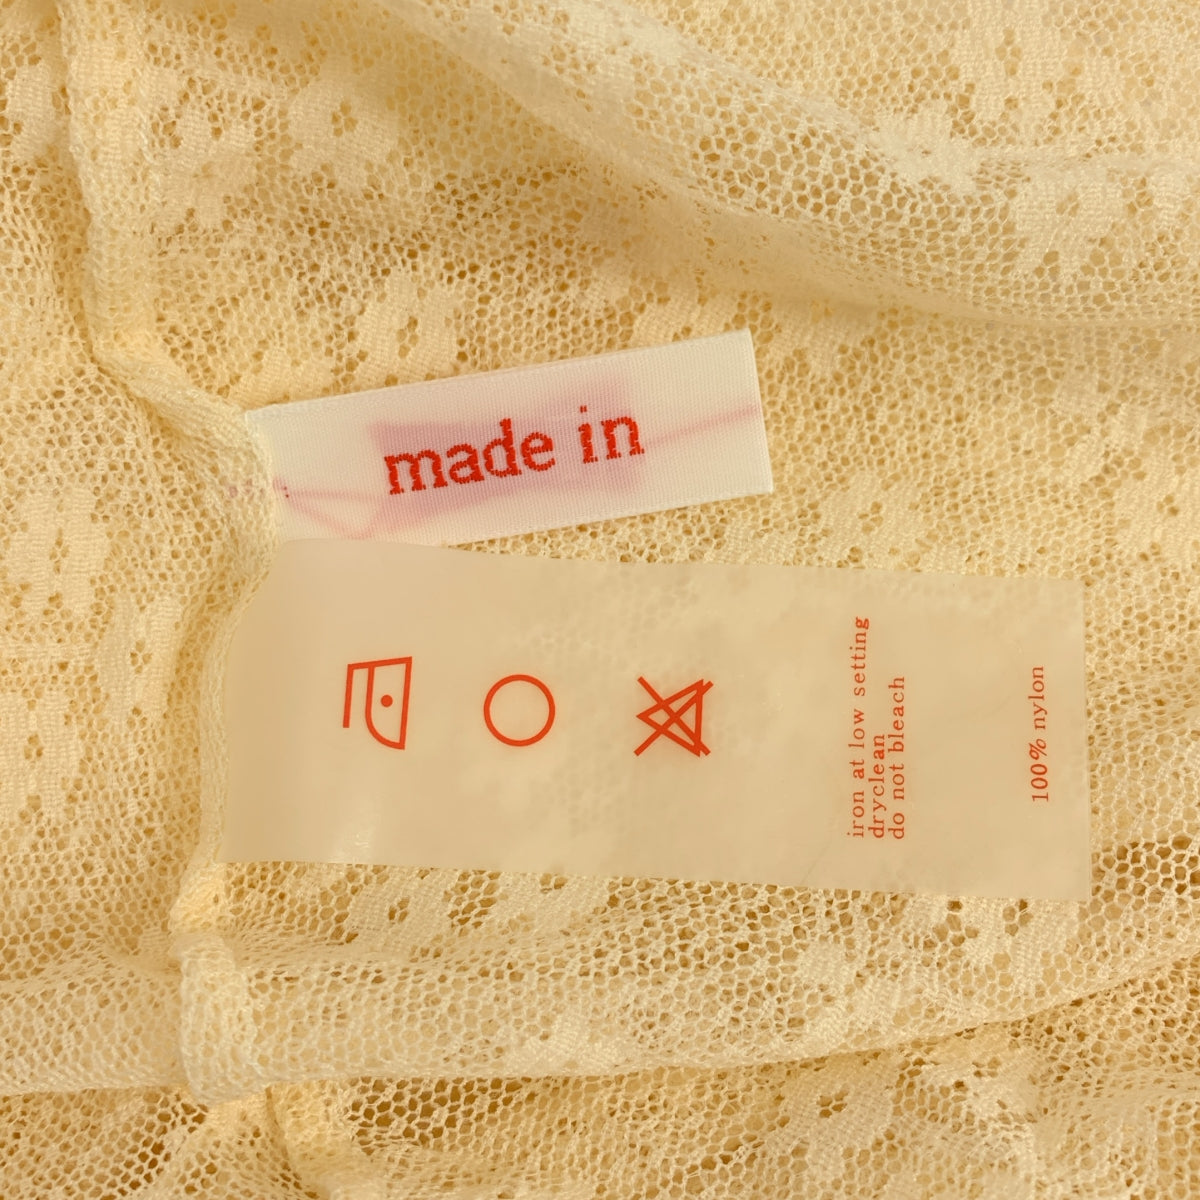 made in
iron at low setting
dryclean
do not bleach
100% nylon